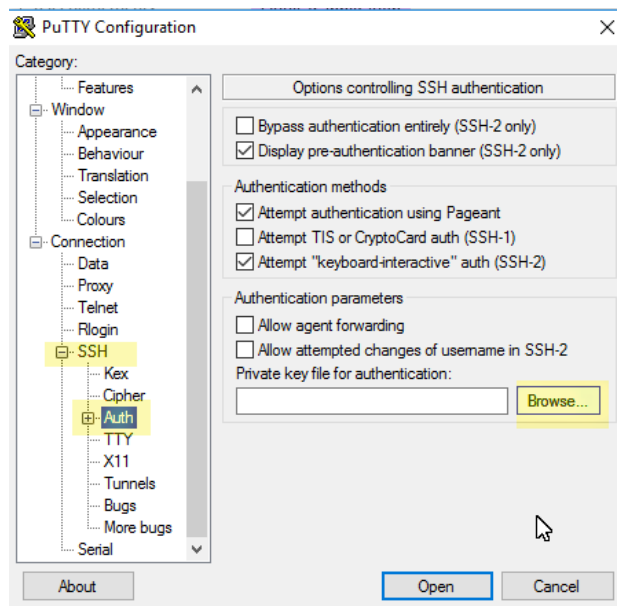 PuTTY Configuration
Category:
Features
Window
Appearance
Behaviour
Translation
Selection
Colours
Connection
Data
Proxy
Telnet
Rlogin
SSH
Kex
Cipher
Auth
TTY
X11
Tunnels
Bugs
More bugs
Serial
Options controlling SSH authentication
Bypass authentication entirely (SSH-2 only)
Display pre-authentication banner (SSH-2 only)
Authentication methods
Attempt authentication using Pageant
Attempt TIS or CryptoCard auth (SSH-1)
Attempt "keyboard-interactive" auth (SSH-2)
Authentication parameters
Allow agent forwarding
Allow attempted changes of username in SSH-2
Private key file for authentication:
Browse...
About
Open
Cancel